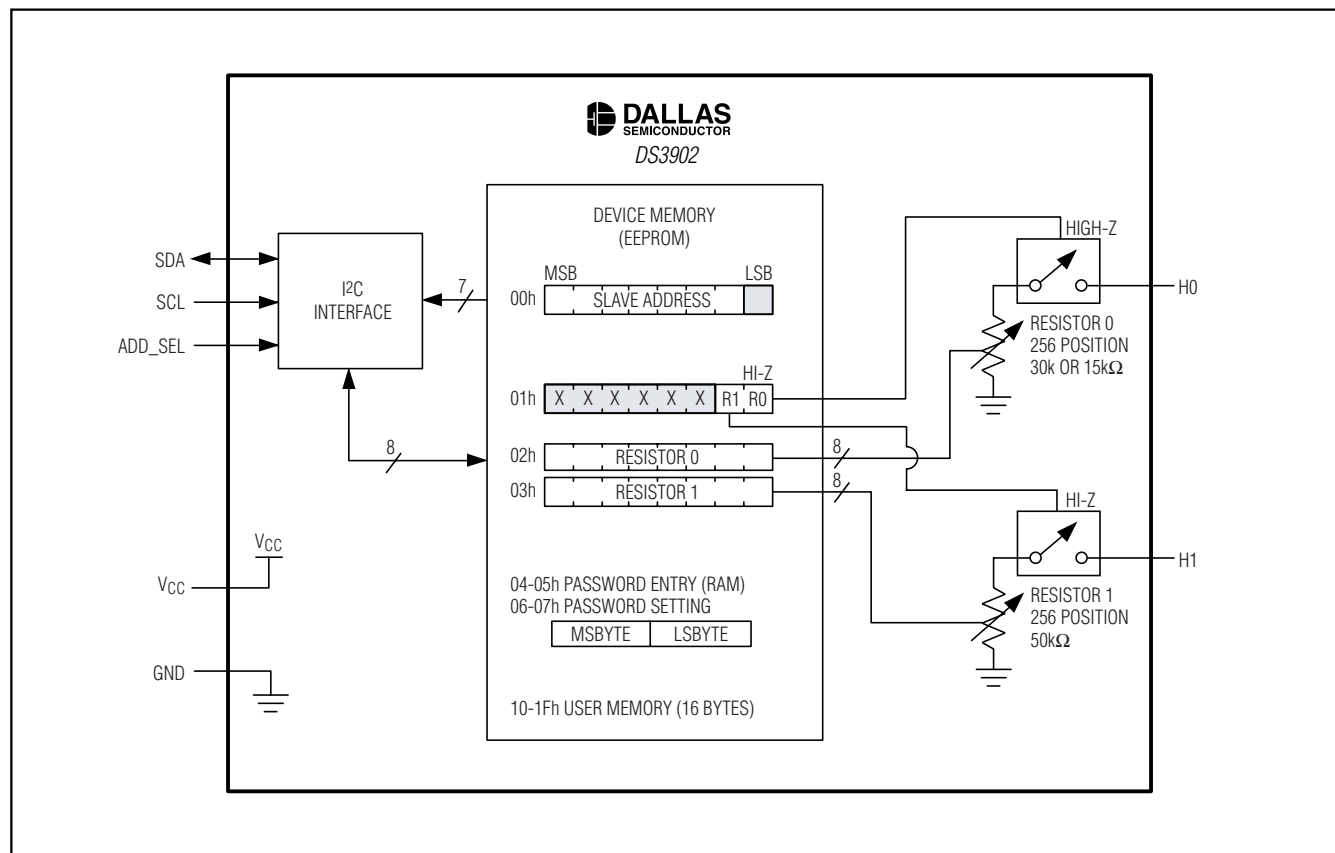 DALLAS
SEMICONDUCTOR
DS3902
DEVICE MEMORY
(EEPROM)
HIGH-Z
SDA
SCL
ADD_SEL
I²C
INTERFACE
7
MSB
LSB
00h
SLAVE ADDRESS
H0
RESISTOR 0
256 POSITION
30k OR 15kΩ
HI-Z
01h
X X X X X X R1 R0
8
02h
RESISTOR 0
8
03h
RESISTOR 1
8
HI-Z
H1
VCC
VCC
04-05h PASSWORD ENTRY (RAM)
06-07h PASSWORD SETTING
MSBYTE
LSBYTE
RESISTOR 1
256 POSITION
50kΩ
GND
10-1Fh USER MEMORY (16 BYTES)